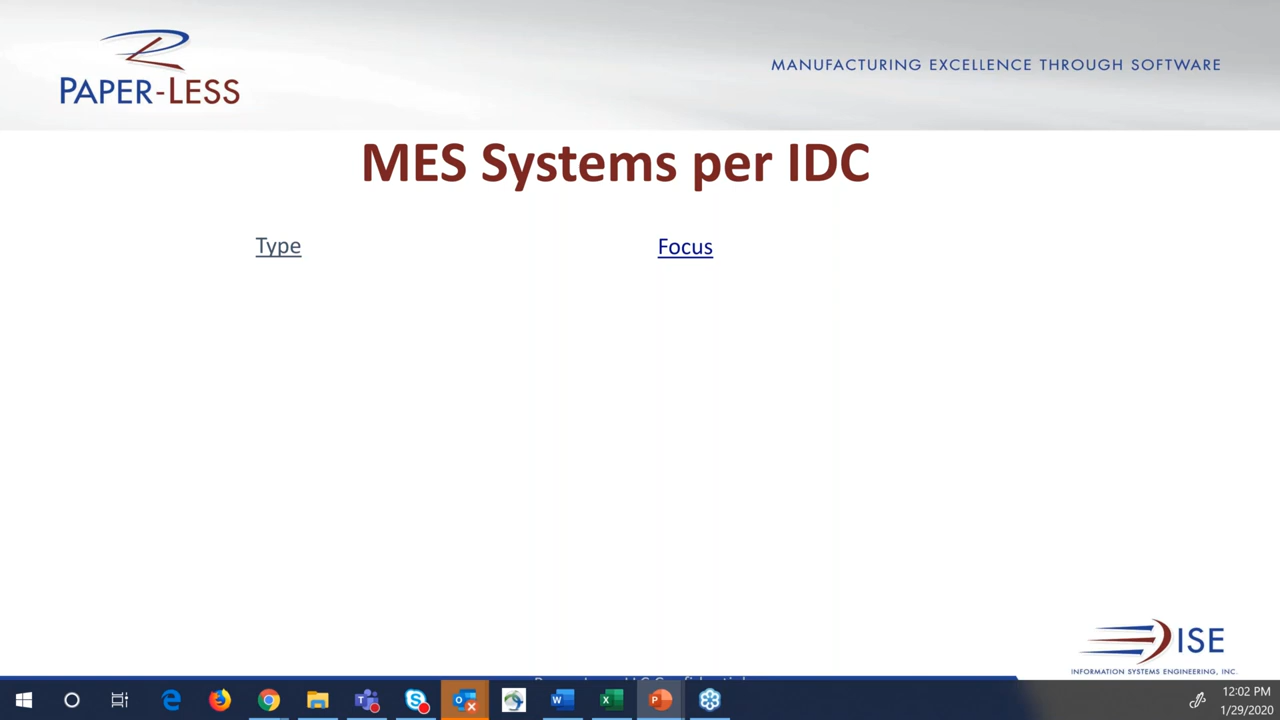 PAPER-LESS
MANUFACTURING EXCELLENCE THROUGH SOFTWARE
MES Systems per IDC
Type
Focus
ISE
INFORMATION SYSTEMS ENGINEERING, INC.
12:02 PM
1/29/2020